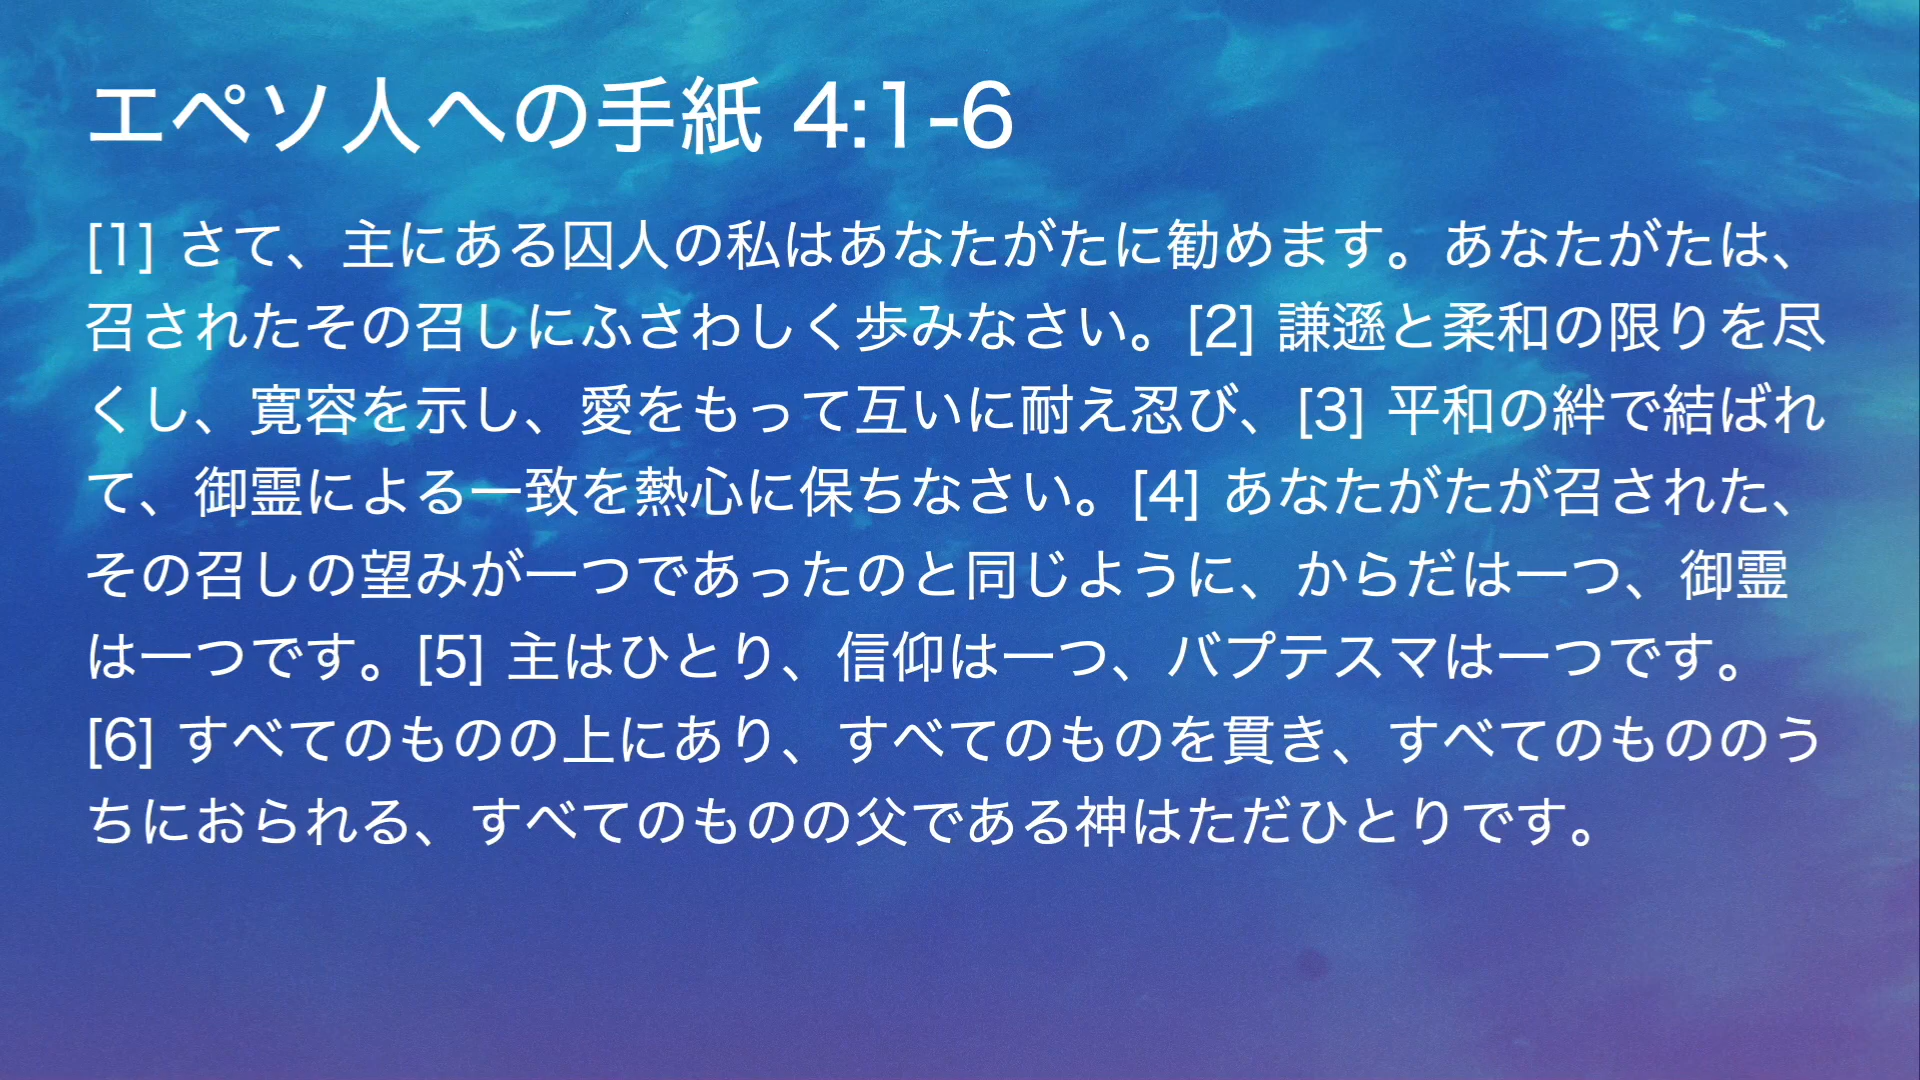 エペソ人への手紙 4:1-6
[1] さて、主にある囚人の私はあなたがたに勧めます。あなたがたは、
召されたその召しにふさわしく歩みなさい。[2] 謙遜と柔和の限りを尽
くし、寛容を示し、愛をもって互いに耐え忍び、[3] 平和の絆で結ばれ
て、御霊による一致を熱心に保ちなさい。[4] あなたがたが召された、
その召しの望みが一つであったのと同じように、からだは一つ、御霊
は一つです。[5] 主はひとり、信仰は一つ、バプテスマは一つです。
[6] すべてのものの上にあり、すべてのものを貫き、すべてのもののう
ちにおられる、すべてのものの父である神はただひとりです。